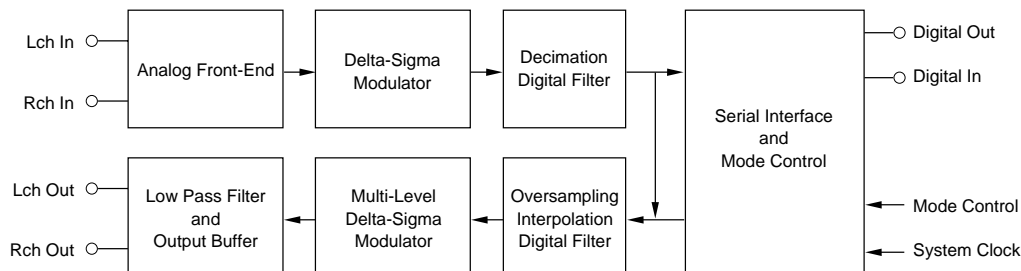 Lch In
Rch In
Analog Front-End
Delta-Sigma
Modulator
Decimation
Digital Filter
Serial Interface
and
Mode Control
Digital Out
Digital In
Lch Out
Rch Out
Low Pass Filter
and
Output Buffer
Multi-Level
Delta-Sigma
Modulator
Oversampling
Interpolation
Digital Filter
Mode Control
System Clock